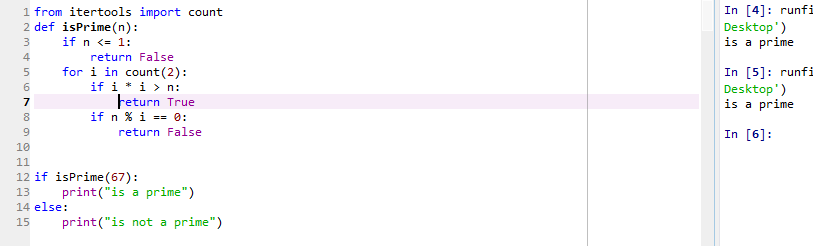 1 from itertools import count
2 def isPrime(n):
3     if n <= 1:
4         return False
5     for i in count(2):
6         if i * i > n:
7             return True
8         if n % i == 0:
9             return False
10
11
12 if isPrime(67):
13     print("is a prime")
14 else:
15     print("is not a prime")
In [4]: runfi
Desktop')
is a prime
In [5]: runfi
Desktop')
is a prime
In [6]: